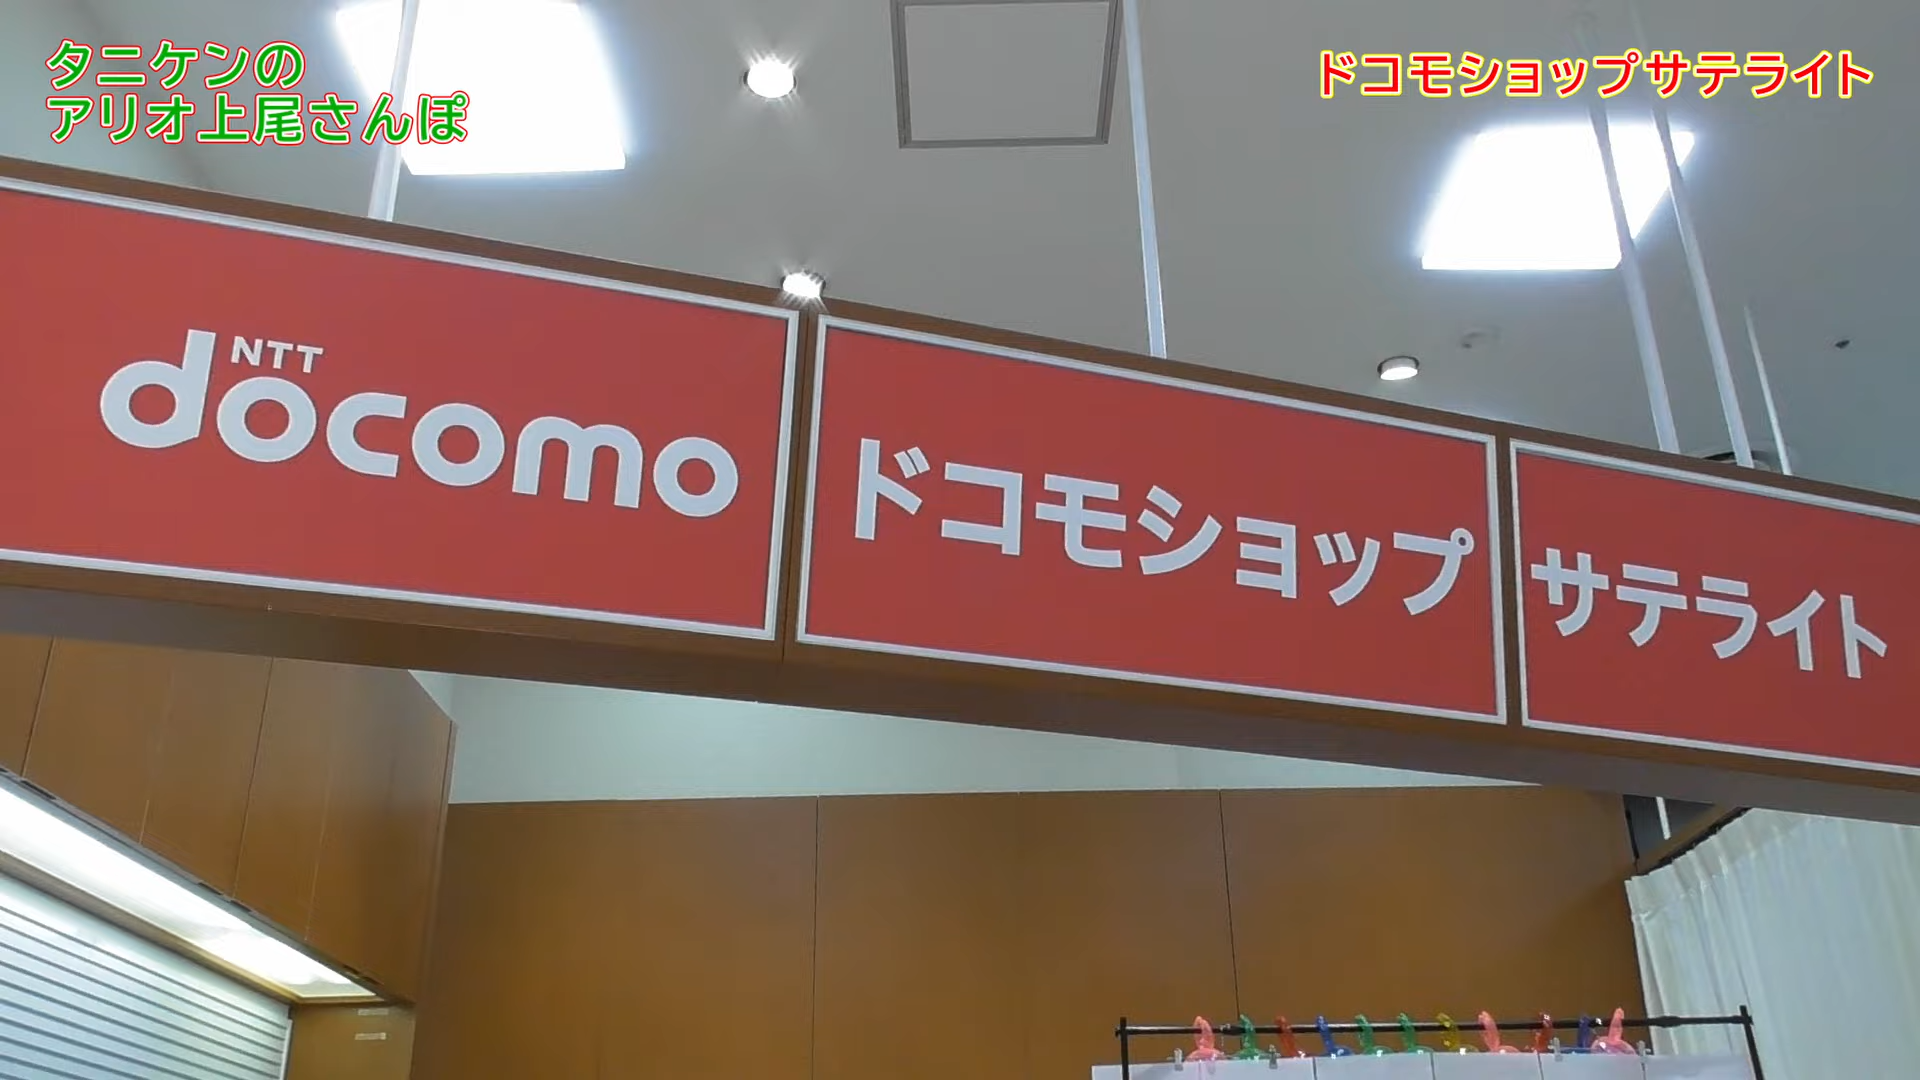 タニケンの
アリオ上尾さんぽ
ドコモショップサテライト
NTT
docomo
ドコモショップ
サテライト